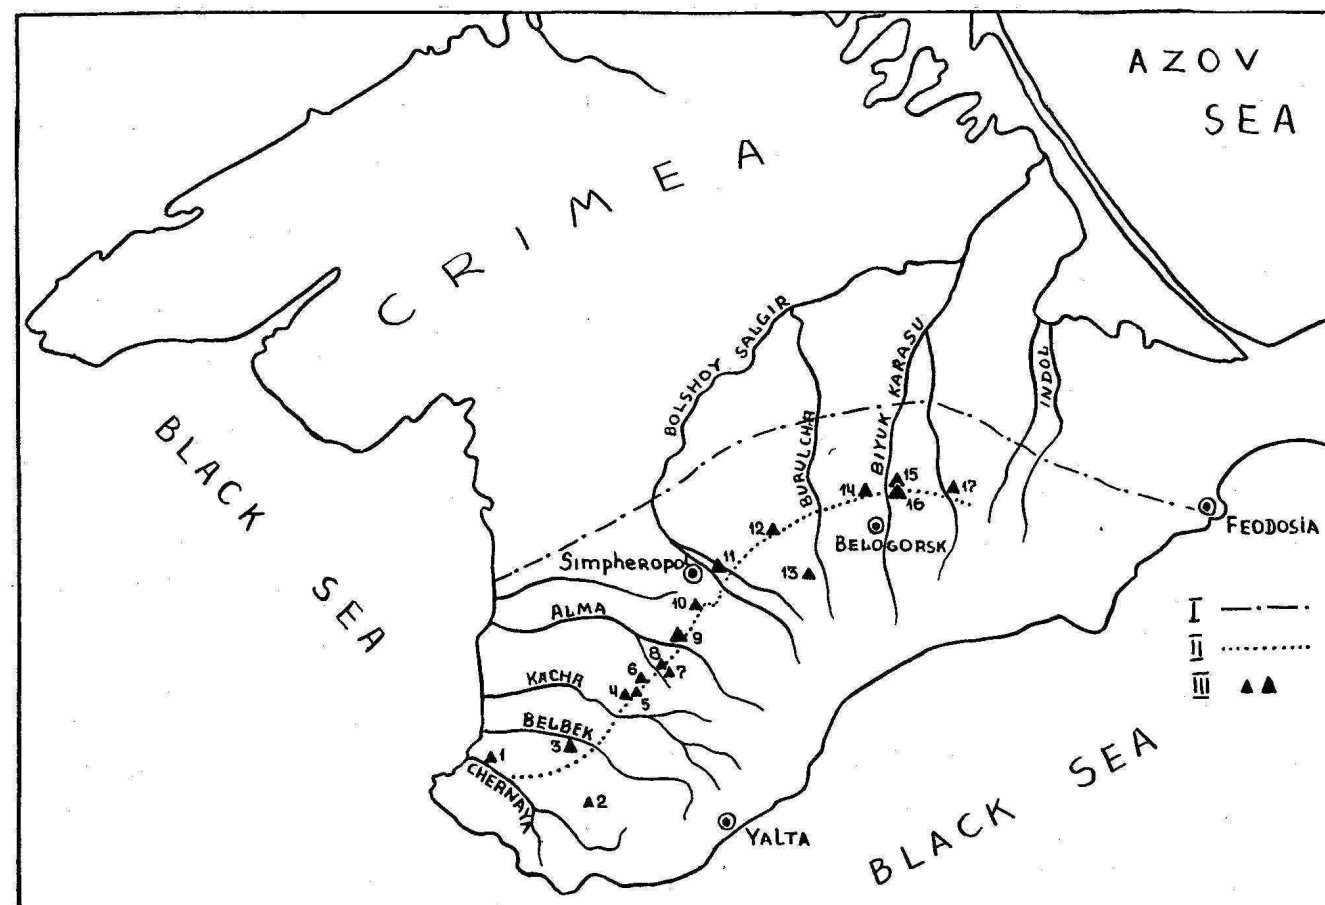 AZOV
SEA
CRIMEA
BLACK
SEA
BOLSHOY SALGIR
BURULCHA
BIYUK KARASU
INDOL
15
14
16
17
12
BELOGORSK
FEODOSIA
Simpheropol
11
13
10
ALMA
9
8
7
6
KACHA
4
5
BELBEK
3
1
CHERNAYA
2
YALTA
BLACK SEA
I
II
III